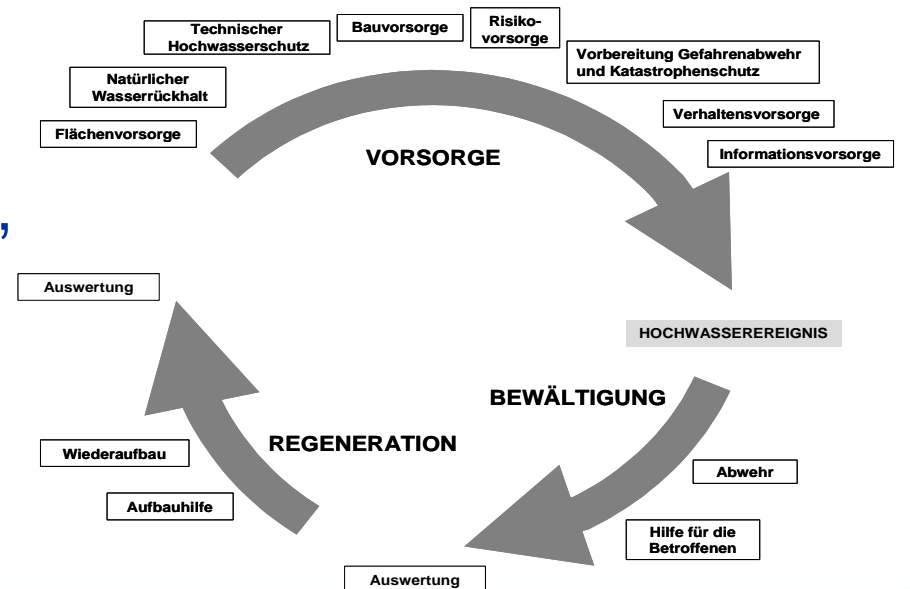 Risiko-
vorsorge
Technischer
Hochwasserschutz
Bauvorsorge
Vorbereitung Gefahrenabwehr
und Katastrophenschutz
Natürlicher
Wasserrückhalt
Verhaltensvorsorge
Flächenvorsorge
Informationsvorsorge
VORSORGE
,
Auswertung
HOCHWASSEREREIGNIS
BEWÄLTIGUNG
REGENERATION
Wiederaufbau
Abwehr
Aufbauhilfe
Hilfe für die
Betroffenen
Auswertung